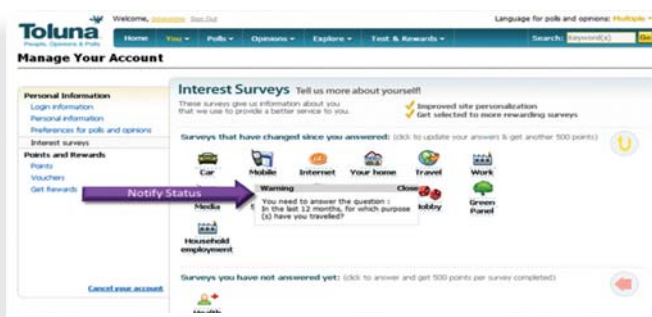 Welcome, Sign Out
Language for polls and opinions: Multiple
Toluna
People, Opinions & Polls
Home You Polls Opinions Explore Test & Rewards Search: Keyword(s) Go
Manage Your Account
Personal Information
Login information
Personal information
Preferences for polls and opinions
Interest surveys
Points and Rewards
Points
Vouchers
Get Rewards
Cancel your account
Interest Surveys Tell us more about yourself!
These surveys give us information about you
that we use to provide a better service to you.
Improved site personalization
Get selected to more rewarding surveys
Surveys that have changed since you answered: (click to update your answers & get another 500 points)
Car Mobile Internet Your home Travel Work
Notify Status
Warning Close
You need to answer the question :
In the last 12 months, for which purpose
(s) have you travelled?
Media Hobby Green
Panel
Household
employment
Surveys you have not answered yet: (click to answer and get 500 points per survey completed)
Health